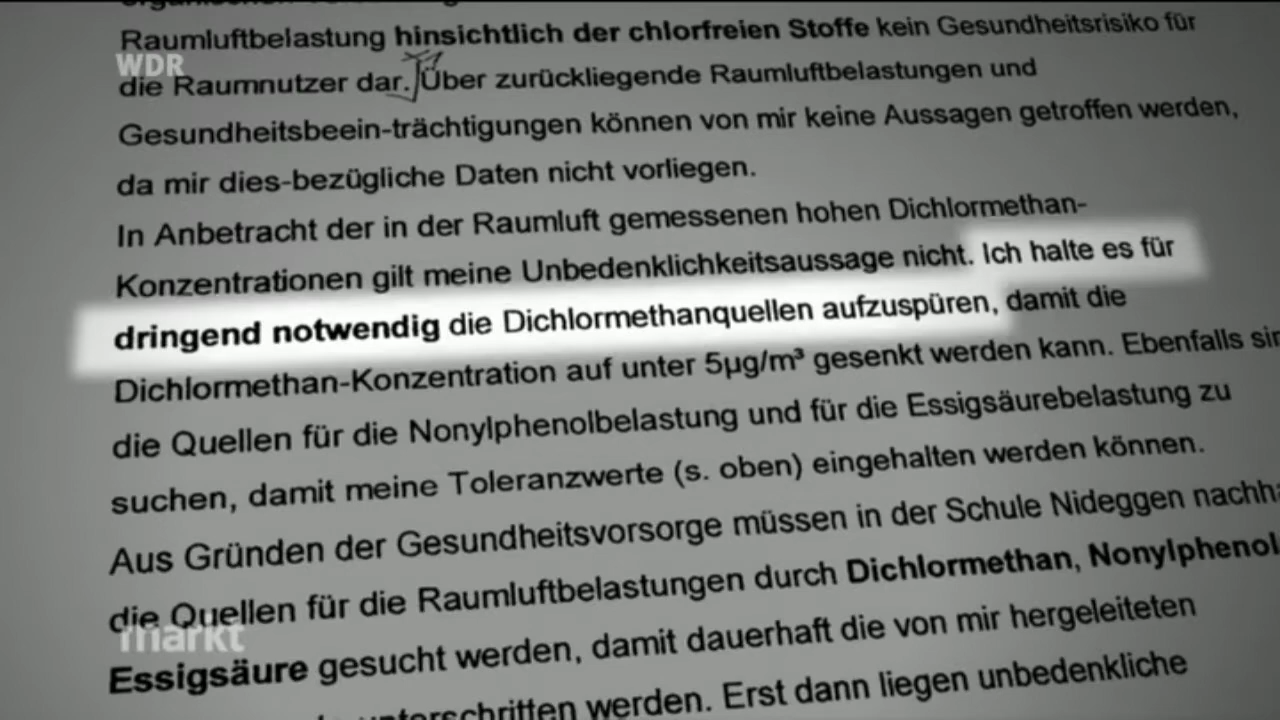 Raumluftbelastung hinsichtlich der chlorfreien Stoffe kein Gesundheitsrisiko für
WDR
die Raumnutzer dar. Über zurückliegende Raumluftbelastungen und
Gesundheitsbeein-trächtigungen können von mir keine Aussagen getroffen werden,
da mir dies-bezügliche Daten nicht vorliegen.
In Anbetracht der in der Raumluft gemessenen hohen Dichlormethan-
Konzentrationen gilt meine Unbedenklichkeitsaussage nicht. Ich halte es für
dringend notwendig die Dichlormethanquellen aufzuspüren, damit die
Dichlormethan-Konzentration auf unter 5µg/m³ gesenkt werden kann. Ebenfalls
die Quellen für die Nonylphenolbelastung und für die Essigsäurebelastung zu
suchen, damit meine Toleranzwerte (s. oben) eingehalten werden können.
Aus Gründen der Gesundheitsvorsorge müssen in der Schule Nideggen
die Quellen für die Raumluftbelastungen durch Dichlormethan, Nonylphenol
markt
Essigsäure gesucht werden, damit dauerhaft die von mir hergeleiteten
unterschritten werden. Erst dann liegen unbedenkliche